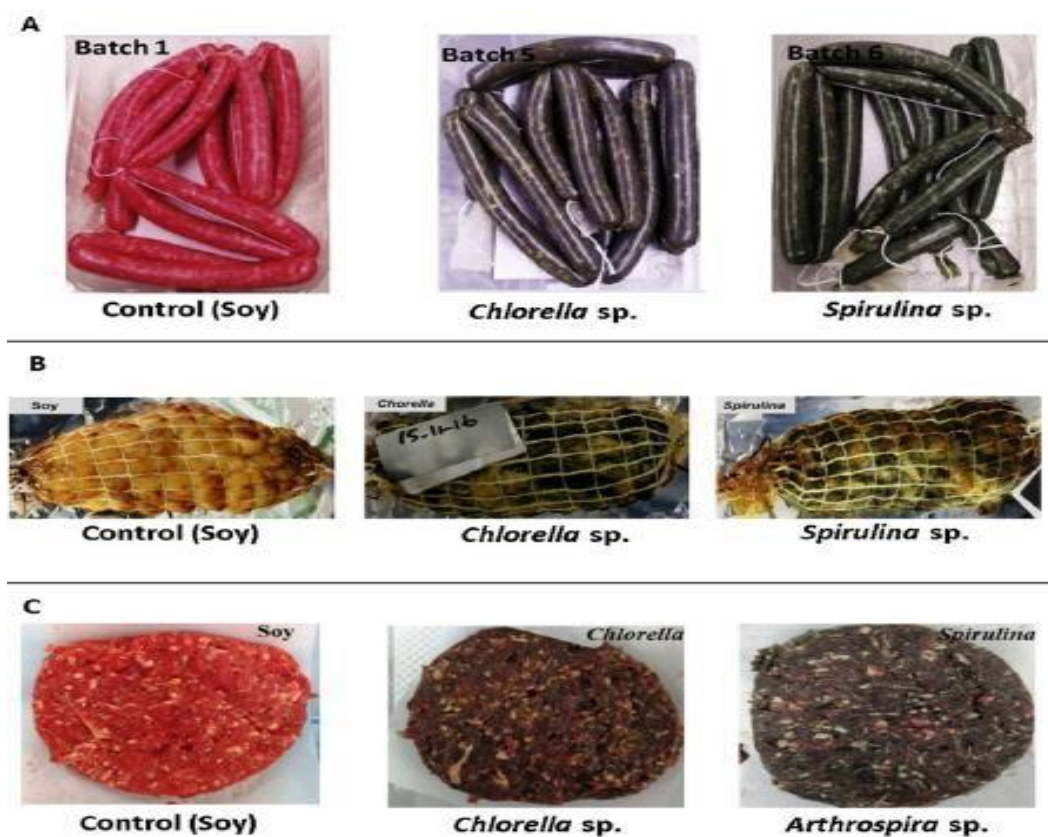 A
Batch 1
Batch 5
Batch 6
Control (Soy)
Chlorella sp.
Spirulina sp.
B
Soy
Chorella
Spirulina
15-11-16
Control (Soy)
Chlorella sp.
Spirulina sp.
C
Soy
Chlorella
Spirulina
Control (Soy)
Chlorella sp.
Arthrospira sp.